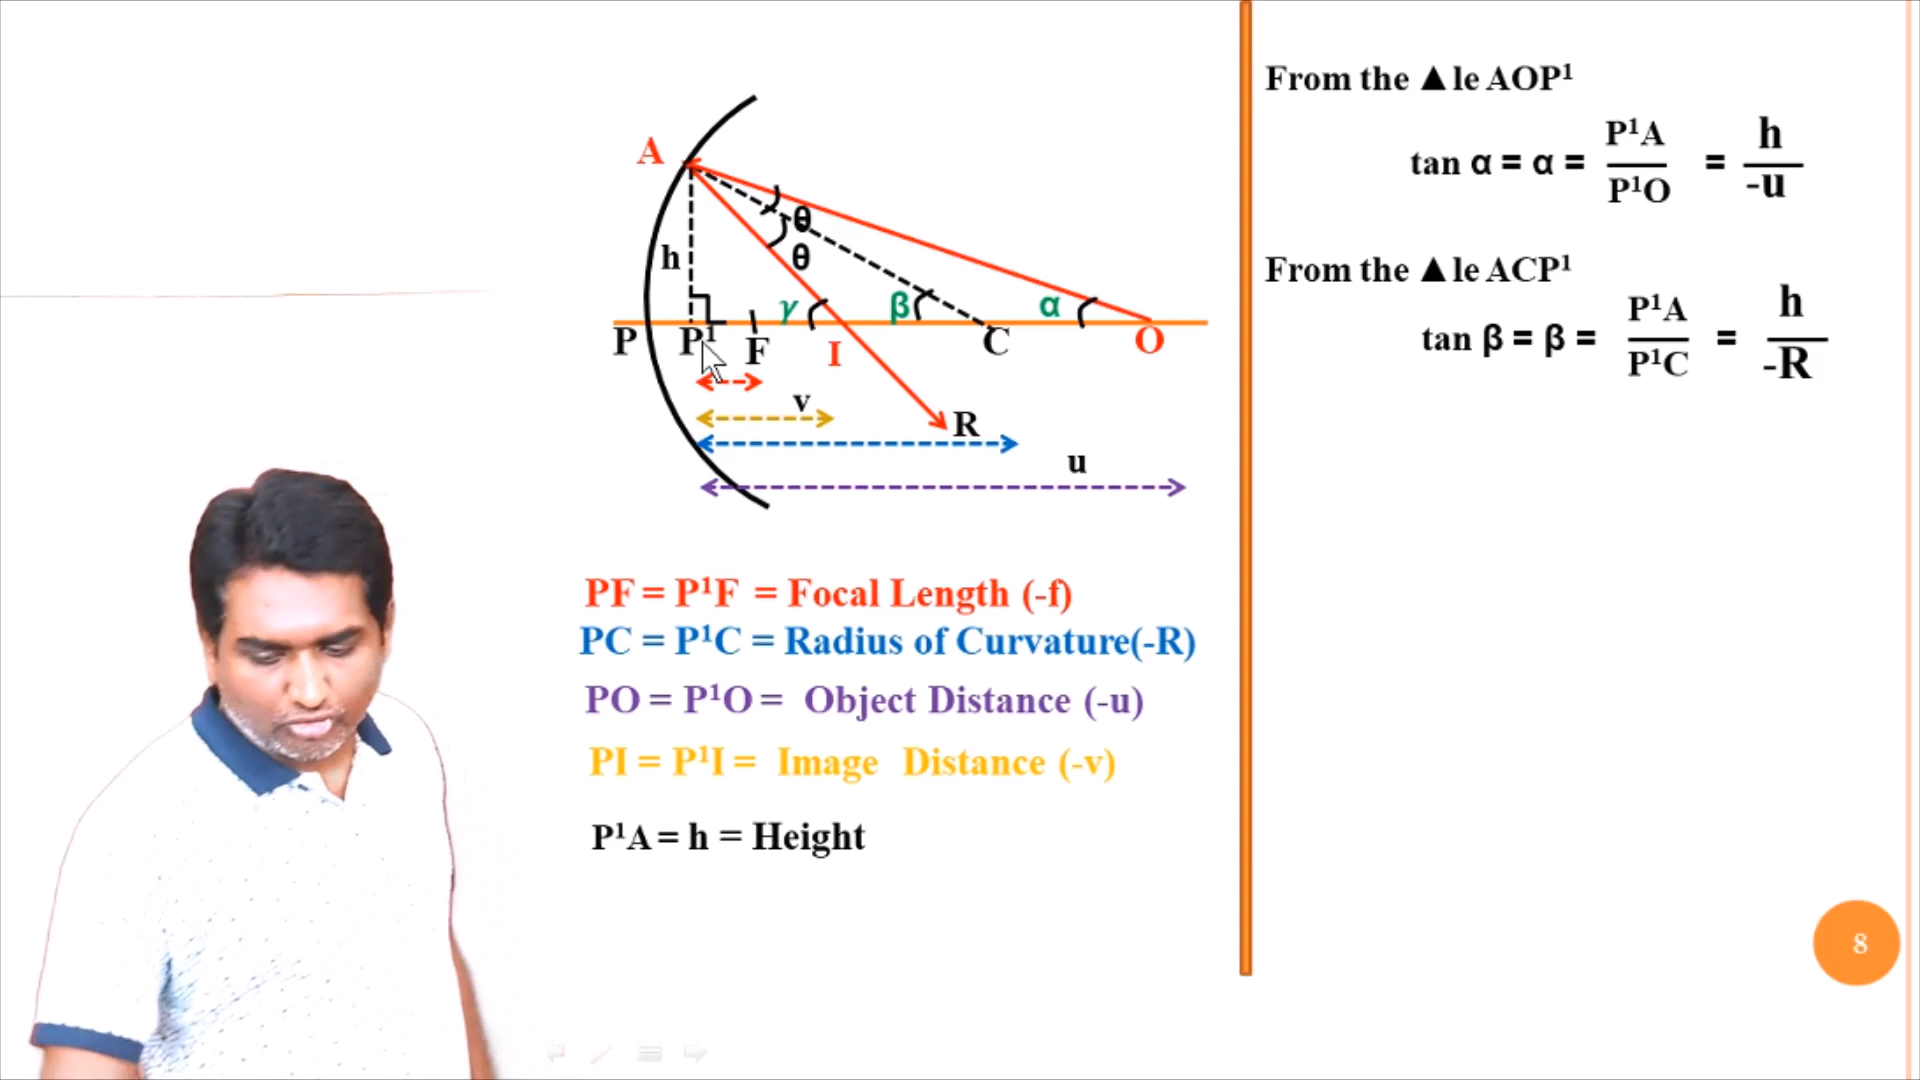 A
θ
h
θ
γ
β
α
P
P¹
F
I
C
O
v
R
u
PF = P¹F = Focal Length (-f)
PC = P¹C = Radius of Curvature(-R)
PO = P¹O = Object Distance (-u)
PI = P¹I = Image Distance (-v)
P¹A = h = Height
From the ▲le AOP¹
tan α = α = P¹A / P¹O = h / -u
From the ▲le ACP¹
tan β = β = P¹A / P¹C = h / -R
8